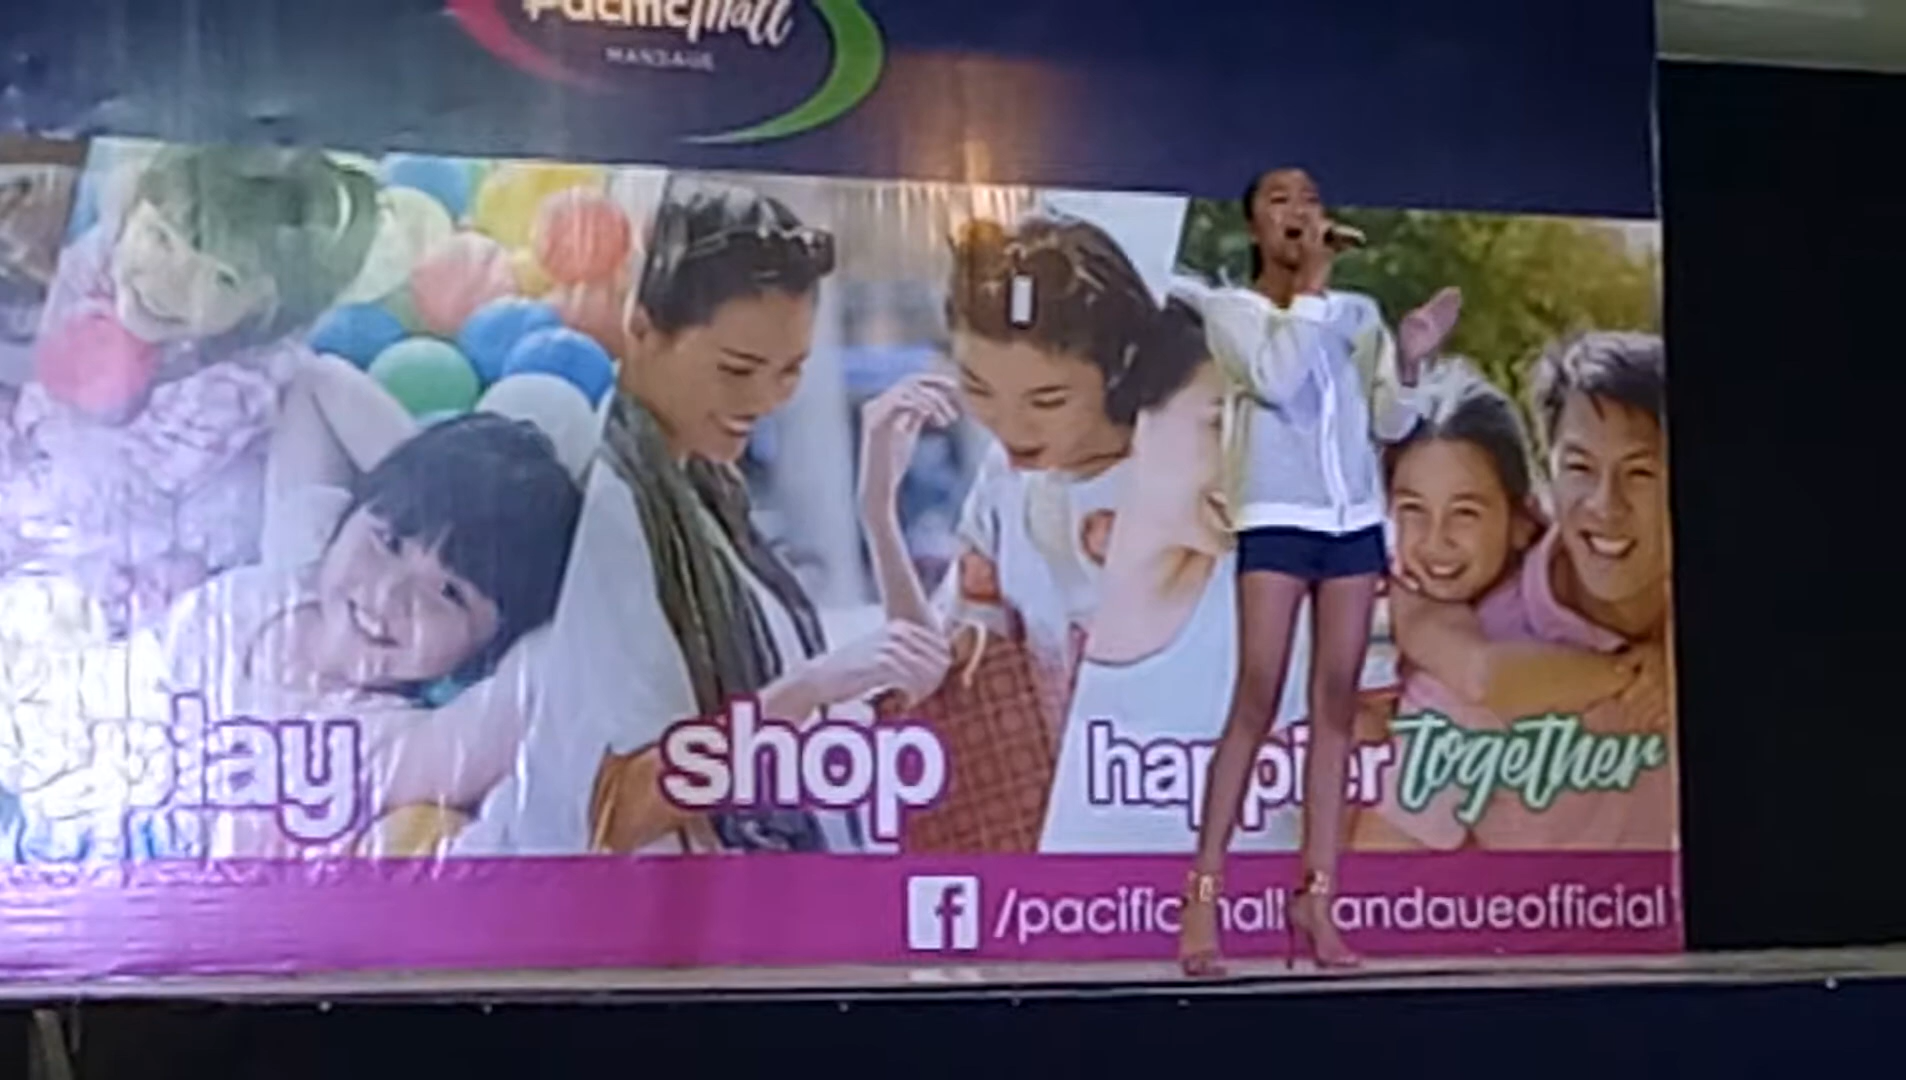 PacificMall
MANDAUE
play
shop
happier together
/pacificmallmandaueofficial